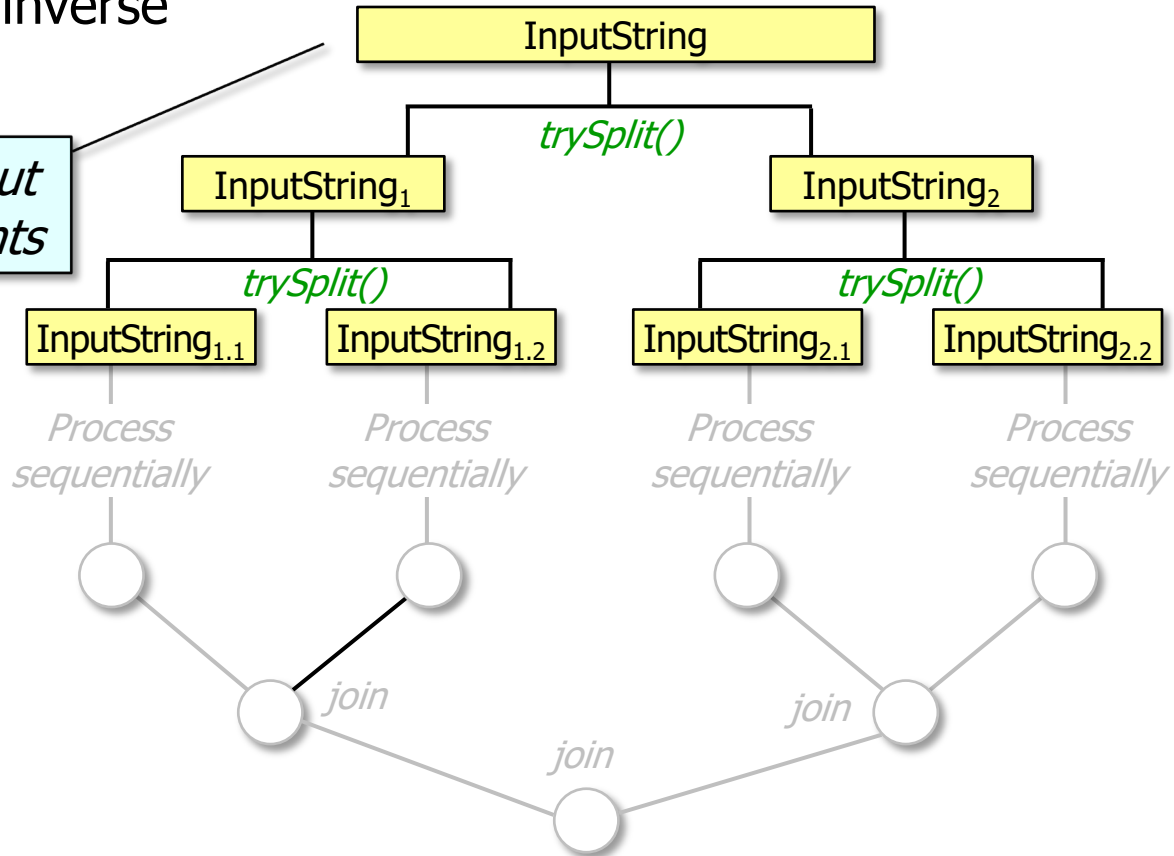 inverse
InputString
trySplit()
ut
nts
InputString₁
InputString₂
trySplit()
trySplit()
InputString₁.₁
InputString₁.₂
InputString₂.₁
InputString₂.₂
Process
sequentially
Process
sequentially
Process
sequentially
Process
sequentially
join
join
join